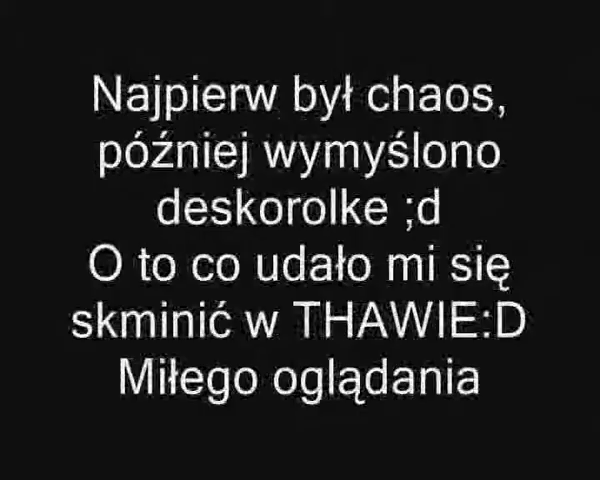 Najpierw był chaos,
później wymyślono
deskorolke ;d
O to co udało mi się
skminić w THAWIE:D
Miłego oglądania